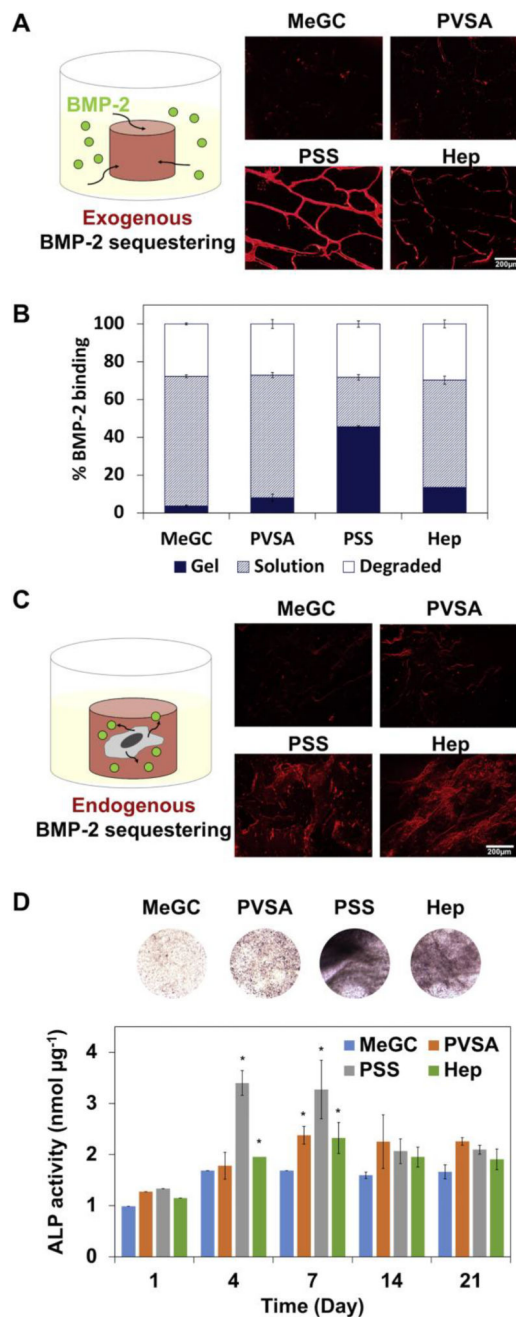 A
BMP-2
Exogenous
BMP-2 sequestering
MeGC PVSA
PSS Hep
200μm
B
% BMP-2 binding
100
80
60
40
20
0
MeGC PVSA PSS Hep
Gel Solution Degraded
C
Endogenous
BMP-2 sequestering
MeGC PVSA
PSS Hep
200μm
D
MeGC PVSA PSS Hep
ALP activity (nmol μg⁻¹)
4
3
2
1
0
MeGC PVSA
PSS Hep
* * * * *
1 4 7 14 21
Time (Day)